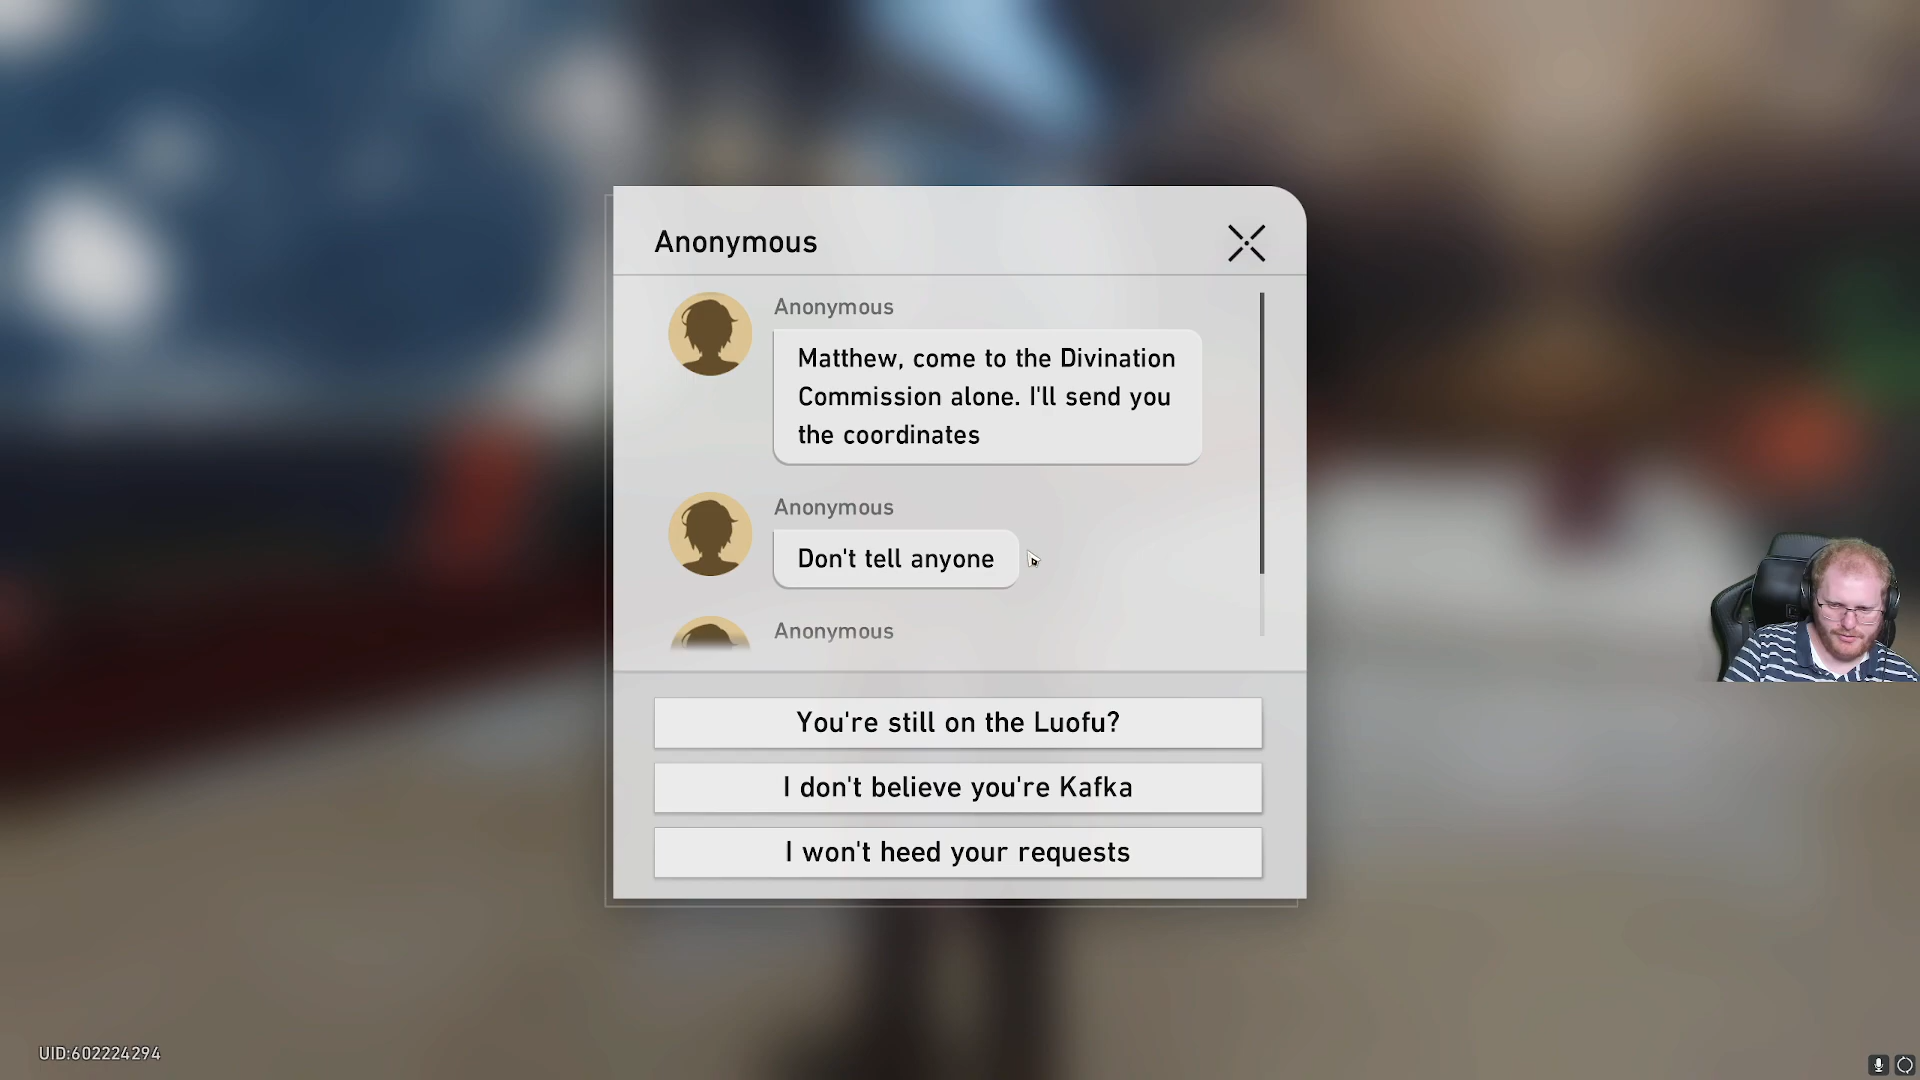 Anonymous
Anonymous
Matthew, come to the Divination
Commission alone. I'll send you
the coordinates
Anonymous
Don't tell anyone
Anonymous
You're still on the Luofu?
I don't believe you're Kafka
I won't heed your requests
UID:602224294